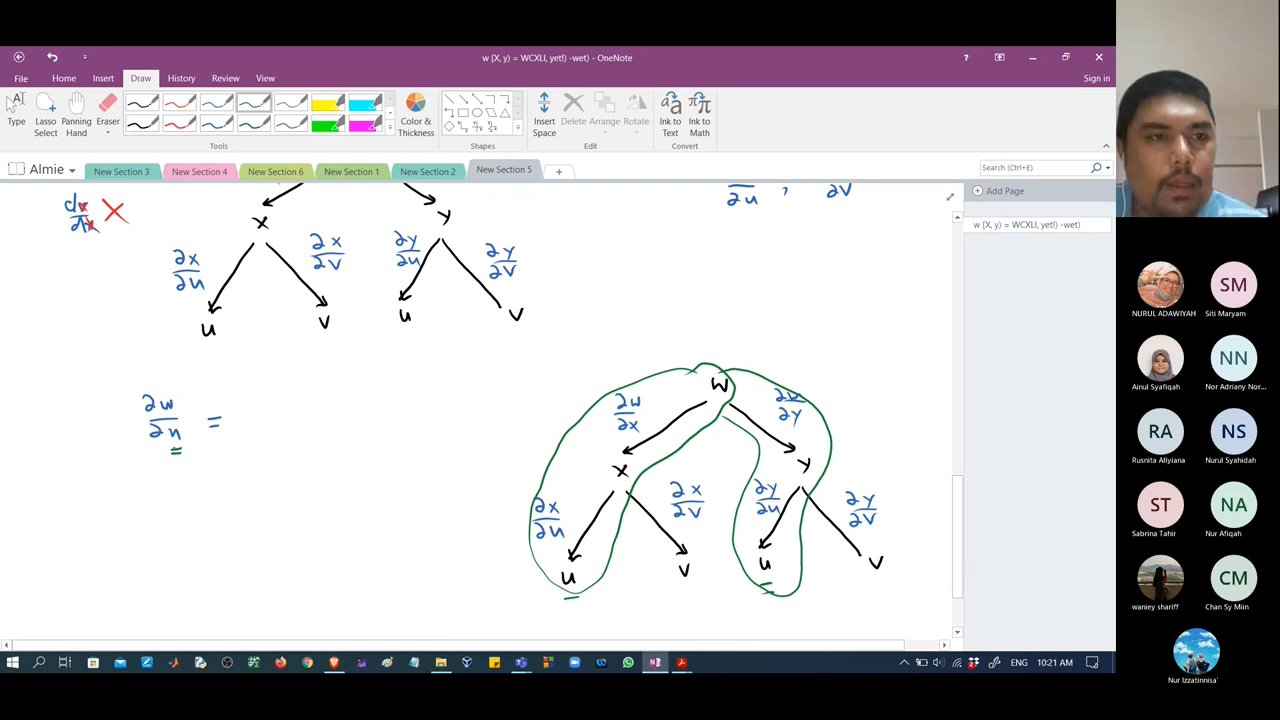 w [X, y) = WCXLI, yet!) -wet) - OneNote
?
File Home Insert Draw History Review View
Sign in
Type Lasso Select Panning Hand Eraser
Color & Thickness
Insert Space Delete Arrange Rotate
Ink to Text Ink to Math
Tools Shapes Edit Convert
Almie New Section 3 New Section 4 New Section 6 New Section 1 New Section 2 New Section 5
Search (Ctrl+E)
Add Page
w [X, y) = WCXLI, yet!) -wet)
∂u , ∂v
x y
∂x/∂u ∂x/∂v ∂y/∂u ∂y/∂v
u v u v
∂w/∂u =
w
∂w/∂x ∂w/∂y
x y
∂x/∂u ∂x/∂v ∂y/∂u ∂y/∂v
u v u v
NURUL ADAWIYAH
SM
Siti Maryam
Ainul Syafiqah
NN
Nor Adriany Nor...
RA
Rusnita Allyiana
NS
Nurul Syahidah
ST
Sabrina Tahir
NA
Nur Afiqah
waniey shariff
CM
Chan Sy Miin
Nur Izzatinnisa'
ENG 10:21 AM